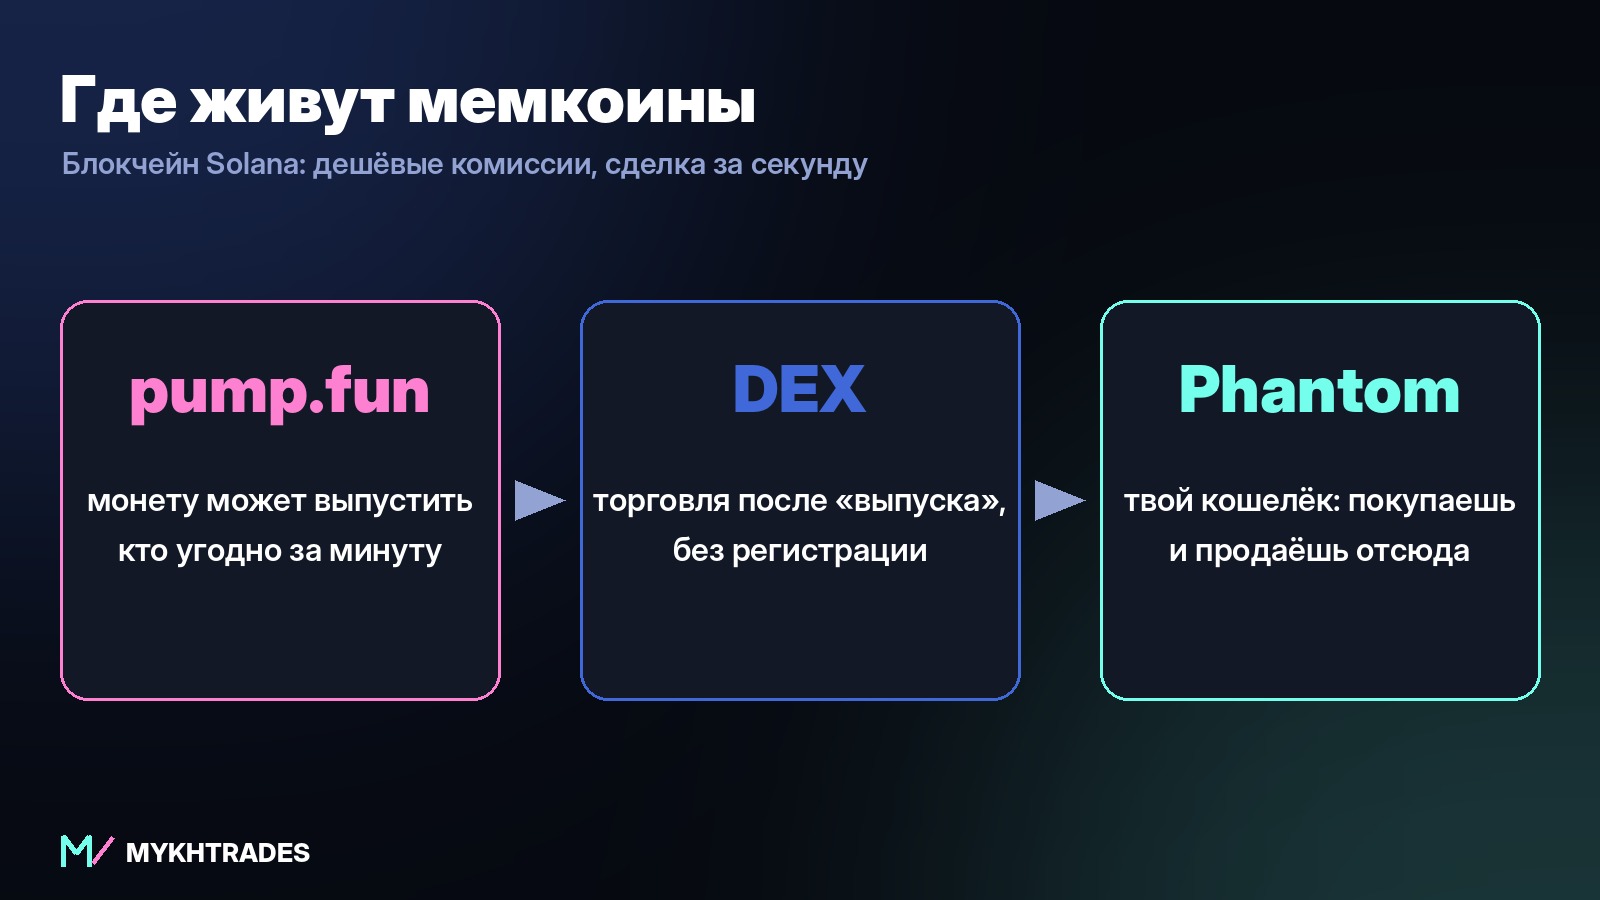 Где живут мемкоины
Блокчейн Solana: дешёвые комиссии, сделка за секунду
pump.fun
монету может выпустить
кто угодно за минуту
DEX
торговля после «выпуска»,
без регистрации
Phantom
твой кошелёк: покупаешь
и продаёшь отсюда
MYKHTRADES